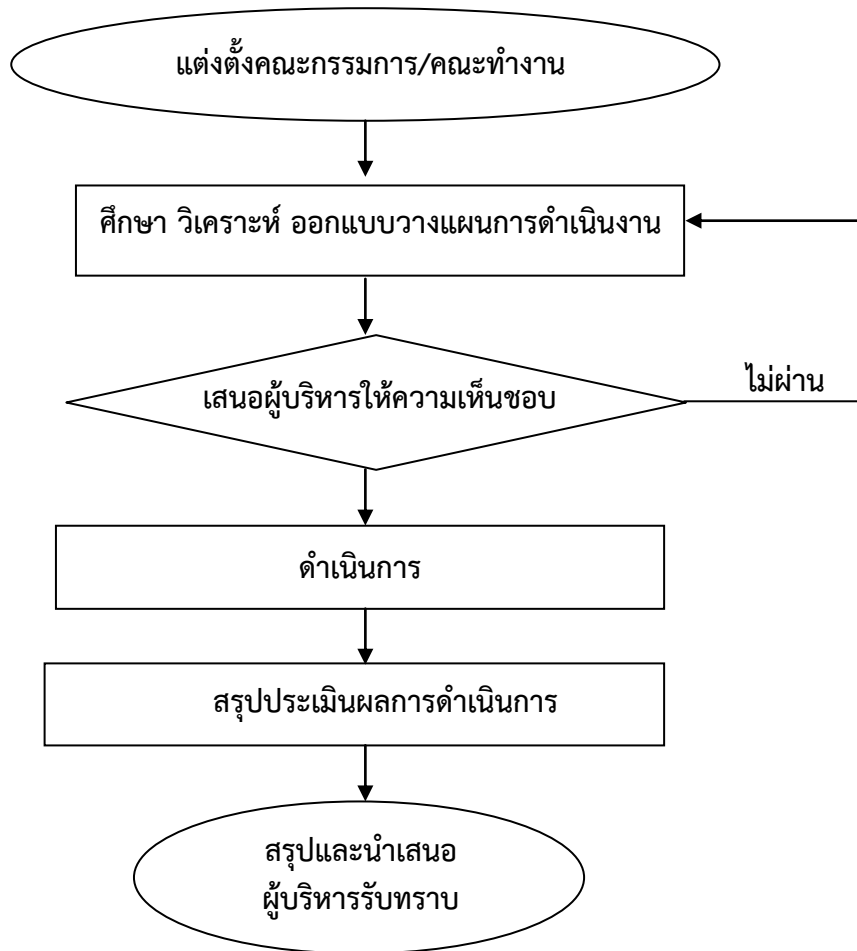 แต่งตั้งคณะกรรมการ/คณะทำงาน
ศึกษา วิเคราะห์ ออกแบบวางแผนการดำเนินงาน
เสนอผู้บริหารให้ความเห็นชอบ
ไม่ผ่าน
ดำเนินการ
สรุปประเมินผลการดำเนินการ
สรุปและนำเสนอ
ผู้บริหารรับทราบ